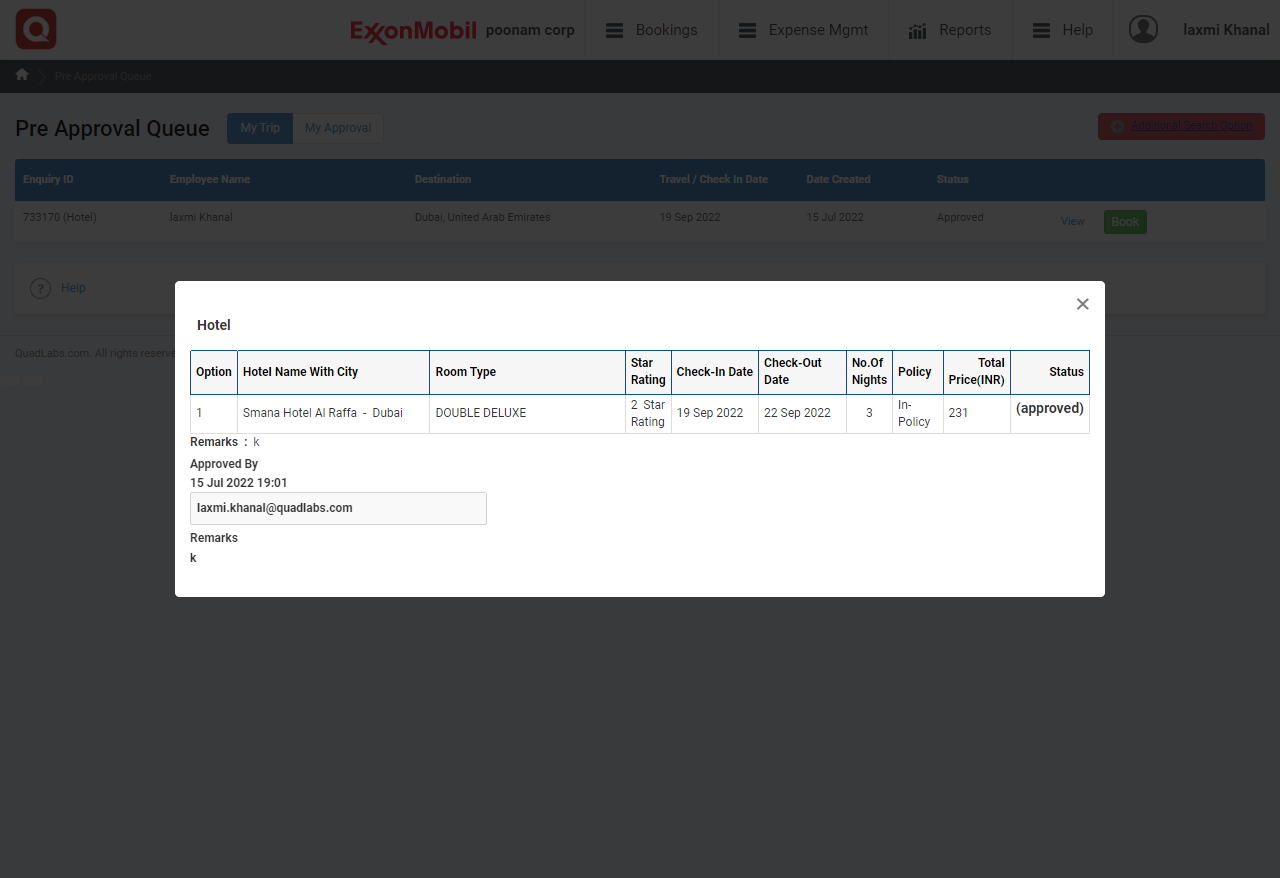 ExxonMobil poonam corp Bookings Expense Mgmt Reports Help laxmi Khanal
Pre Approval Queue
Pre Approval Queue My Trip My Approval Additional Search Option
Enquiry ID Employee Name Destination Travel / Check In Date Date Created Status
733170 (Hotel) laxmi Khanal Dubai, United Arab Emirates 19 Sep 2022 15 Jul 2022 Approved View Book
? Help
QuadLabs.com. All rights reserve
×
Hotel
Option Hotel Name With City Room Type Star Rating Check-In Date Check-Out Date No.Of Nights Policy Total Price(INR) Status
1 Smana Hotel Al Raffa - Dubai DOUBLE DELUXE 2 Star Rating 19 Sep 2022 22 Sep 2022 3 In-Policy 231 (approved)
Remarks : k
Approved By
15 Jul 2022 19:01
laxmi.khanal@quadlabs.com
Remarks
k